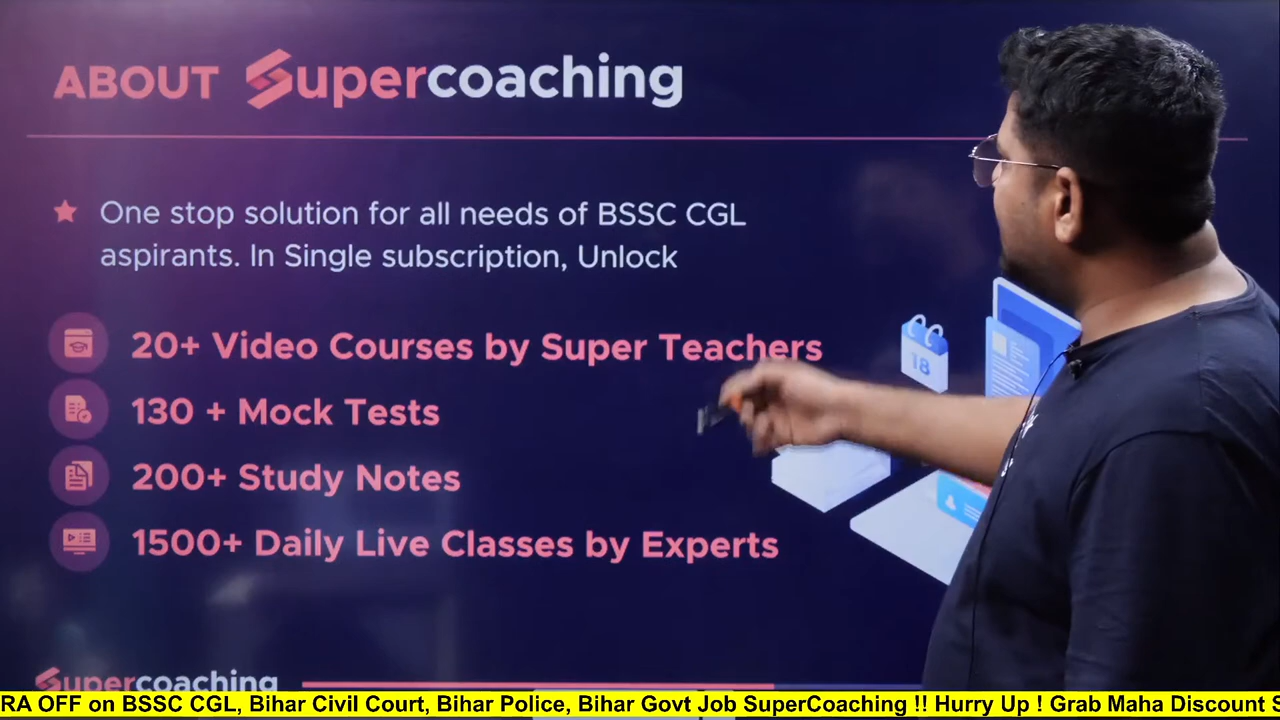 ABOUT Supercoaching
One stop solution for all needs of BSSC CGL
aspirants. In Single subscription, Unlock
20+ Video Courses by Super Teachers
130 + Mock Tests
18
200+ Study Notes
1500+ Daily Live Classes by Experts
Supercoaching
RA OFF on BSSC CGL, Bihar Civil Court, Bihar Police, Bihar Govt Job SuperCoaching !! Hurry Up ! Grab Maha Discount S